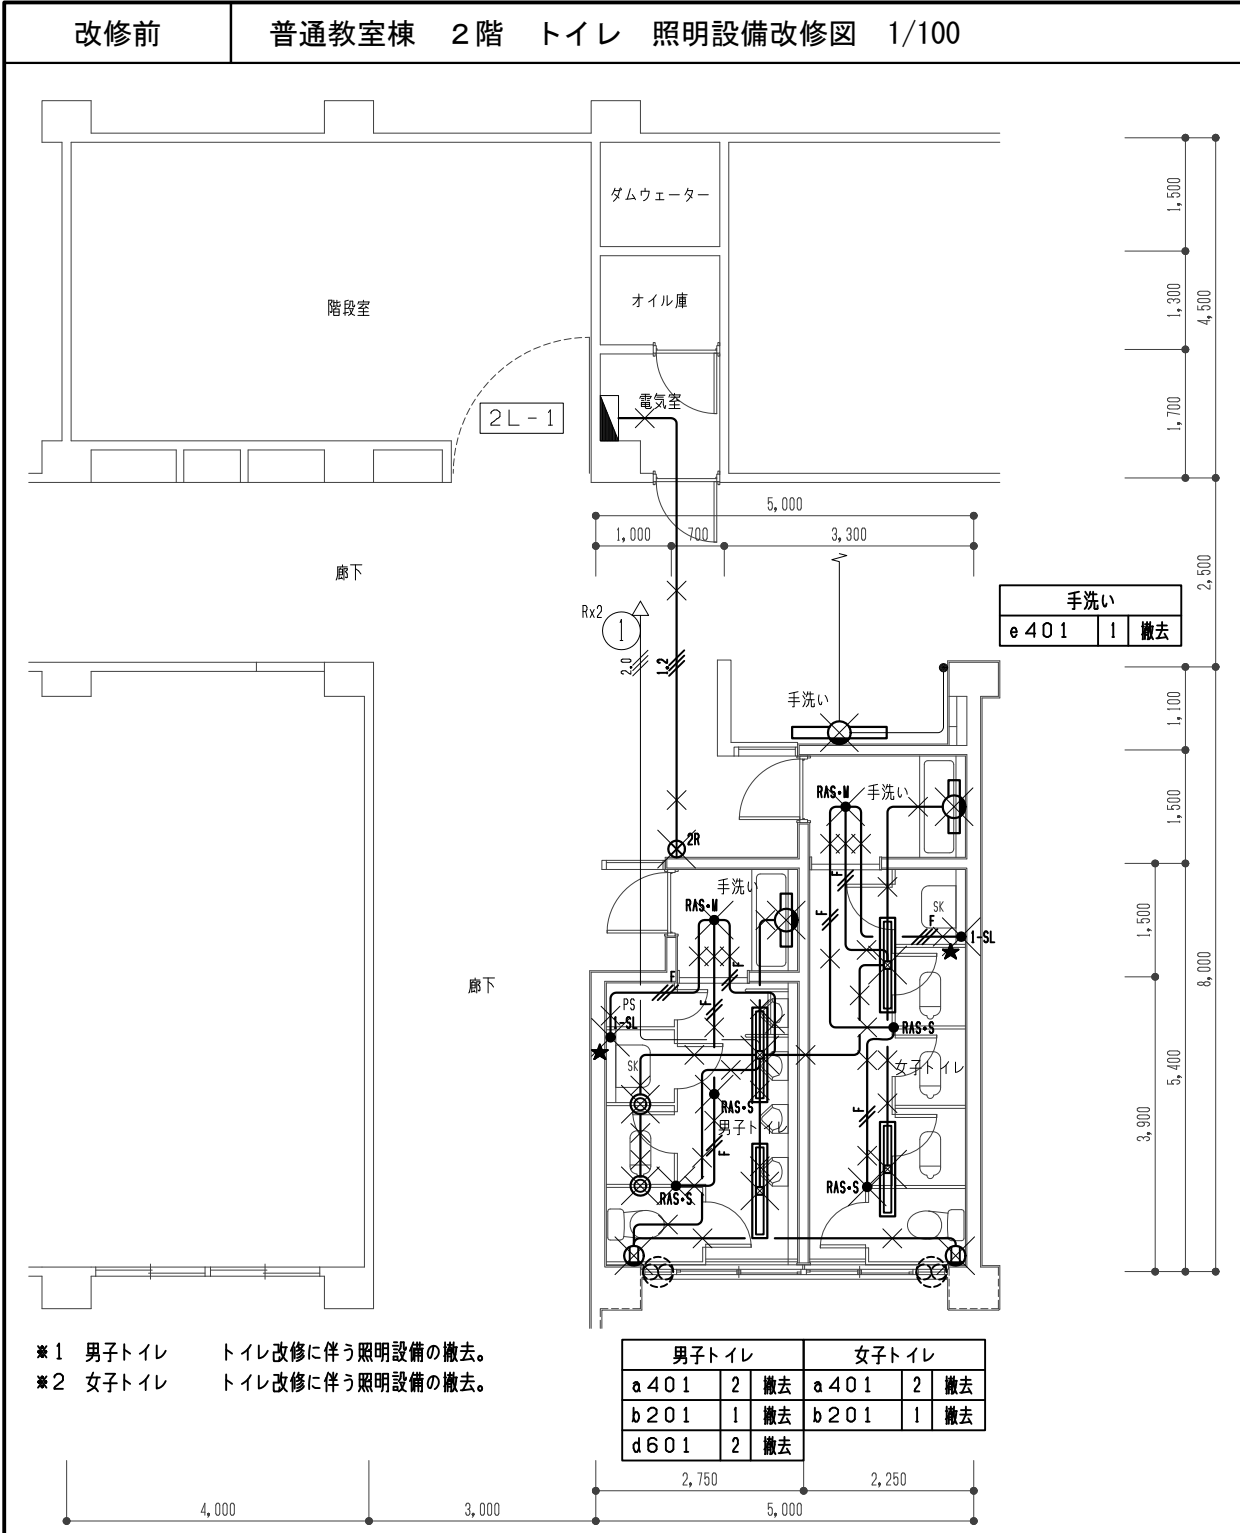 改修前 普通教室棟 2階 トイレ 照明設備改修図 1/100
ダムウェーター
1,500
オイル庫
階段室
1,300
4,500
電気室
2L-1
1,700
5,000
1,000 700 3,300
廊下
2,500
Rx2
1
手洗い
e401 1 撤去
2.0
1.2
手洗い
1,100
RAS・M
手洗い
1,500
2R
手洗い
F
RAS・M
SK
F
F
1-SL
1,500
8,000
廊下
F
F
F
PS
1-SL
RAS・S
SK
女子トイレ
5,400
RAS・S
男子トイレ
F
F
3,900
RAS・S
RAS・S
※1 男子トイレ トイレ改修に伴う照明設備の撤去。
※2 女子トイレ トイレ改修に伴う照明設備の撤去。
男子トイレ 女子トイレ
a401 2 撤去 a401 2 撤去
b201 1 撤去 b201 1 撤去
d601 2 撤去
2,750 2,250
4,000 3,000 5,000